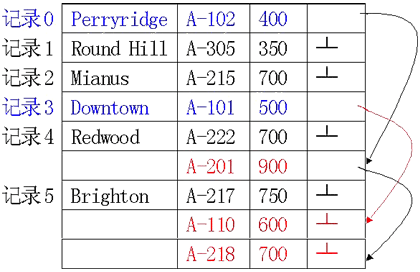 记录0 Perryridge A-102 400
记录1 Round Hill A-305 350 ⊥
记录2 Mianus A-215 700 ⊥
记录3 Downtown A-101 500
记录4 Redwood A-222 700 ⊥
A-201 900
记录5 Brighton A-217 750 ⊥
A-110 600 ⊥
A-218 700 ⊥